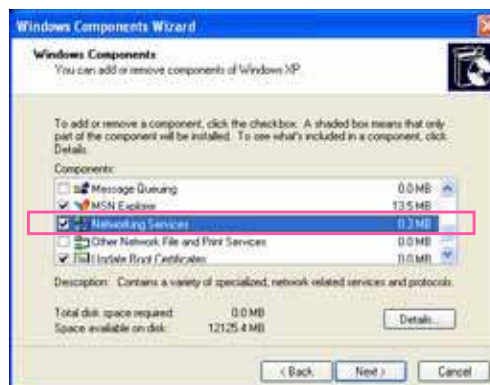 Windows Components Wizard
Windows Components
You can add or remove components of Windows XP.
To add or remove a component, click the checkbox. A shaded box means that only
part of the component will be installed. To see what's included in a component, click
Details.
Components:
Message Queuing 0.0 MB
MSN Explorer 13.5 MB
Networking Services 0.3 MB
Other Network File and Print Services 0.0 MB
Update Root Certificates 0.0 MB
Description: Contains a variety of specialized, network-related services and protocols.
Total disk space required: 0.0 MB
Space available on disk: 12125.4 MB
Details...
< Back
Next >
Cancel